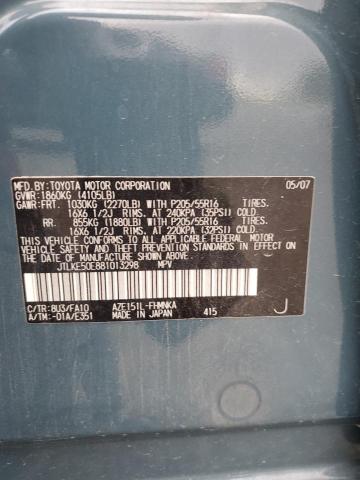 MFD. BY: TOYOTA MOTOR CORPORATION 05/07
GVWR: 1860KG (4105LB)
GAWR: FRT. 1030KG (2270LB) WITH P205/55R16 TIRES.
16X6 1/2J RIMS. AT 240KPA (35PSI) COLD.
RR. 855KG (1880LB) WITH P205/55R16 TIRES.
16X6 1/2J RIMS. AT 220KPA (32PSI) COLD.
THIS VEHICLE CONFORMS TO ALL APPLICABLE FEDERAL MOTOR
VEHICLE SAFETY STANDARDS IN EFFECT ON
THE DATE OF MANUFACTURE SHOWN ABOVE.
JTLKE50E881013298 MPV
C/TR: 8U3/FA10 AZE151L-FHMNKA J
A/TM: -01A/E351 MADE IN JAPAN 415